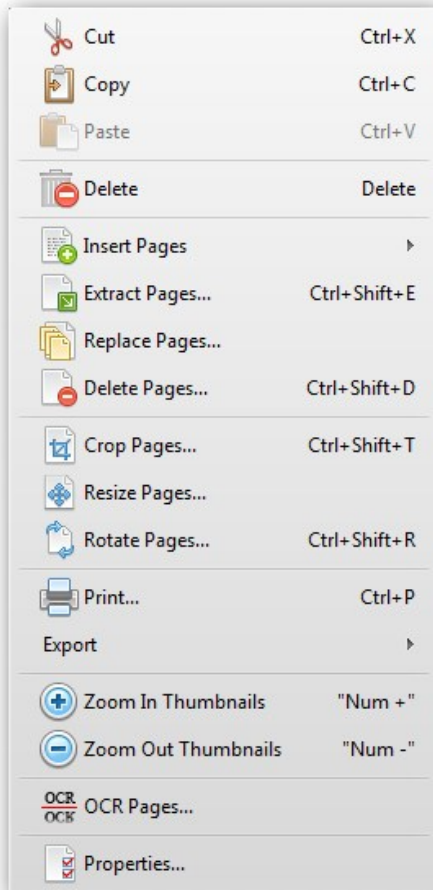 Cut Ctrl+X
Copy Ctrl+C
Paste Ctrl+V
Delete Delete
Insert Pages
Extract Pages... Ctrl+Shift+E
Replace Pages...
Delete Pages... Ctrl+Shift+D
Crop Pages... Ctrl+Shift+T
Resize Pages...
Rotate Pages... Ctrl+Shift+R
Print... Ctrl+P
Export
Zoom In Thumbnails "Num +"
Zoom Out Thumbnails "Num -"
OCR
OCR OCR Pages...
Properties...